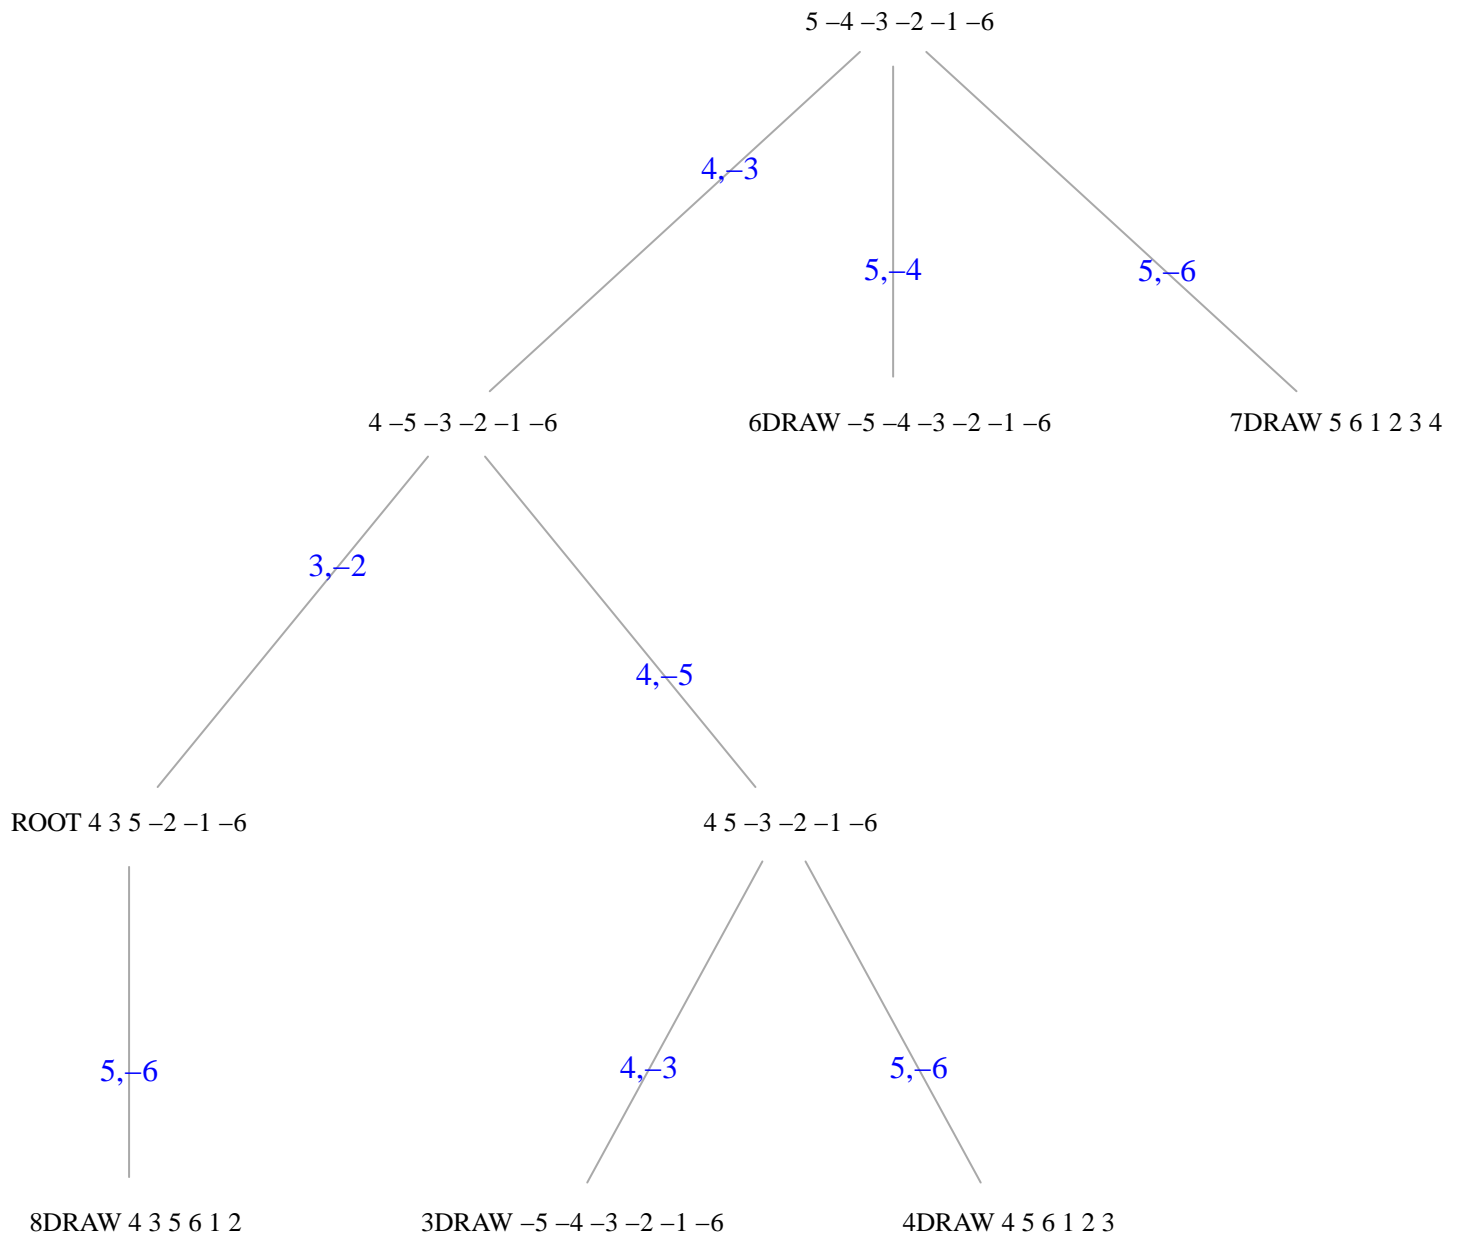 5 –4 –3 –2 –1 –6
4,–3
5,–4
5,–6
4 –5 –3 –2 –1 –6
6DRAW –5 –4 –3 –2 –1 –6
7DRAW 5 6 1 2 3 4
3,–2
4,–5
ROOT 4 3 5 –2 –1 –6
4 5 –3 –2 –1 –6
5,–6
4,–3
5,–6
8DRAW 4 3 5 6 1 2
3DRAW –5 –4 –3 –2 –1 –6
4DRAW 4 5 6 1 2 3